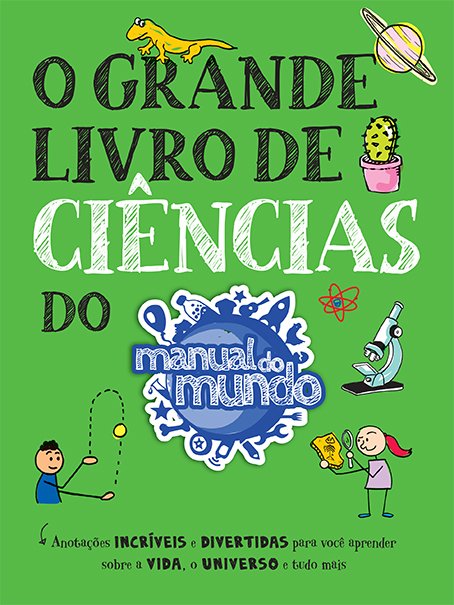 O GRANDE
LIVRO DE
CIÊNCIAS
DO
manual do
mundo
Anotações INCRÍVEIS e DIVERTIDAS para você aprender
sobre a VIDA, o UNIVERSO e tudo mais